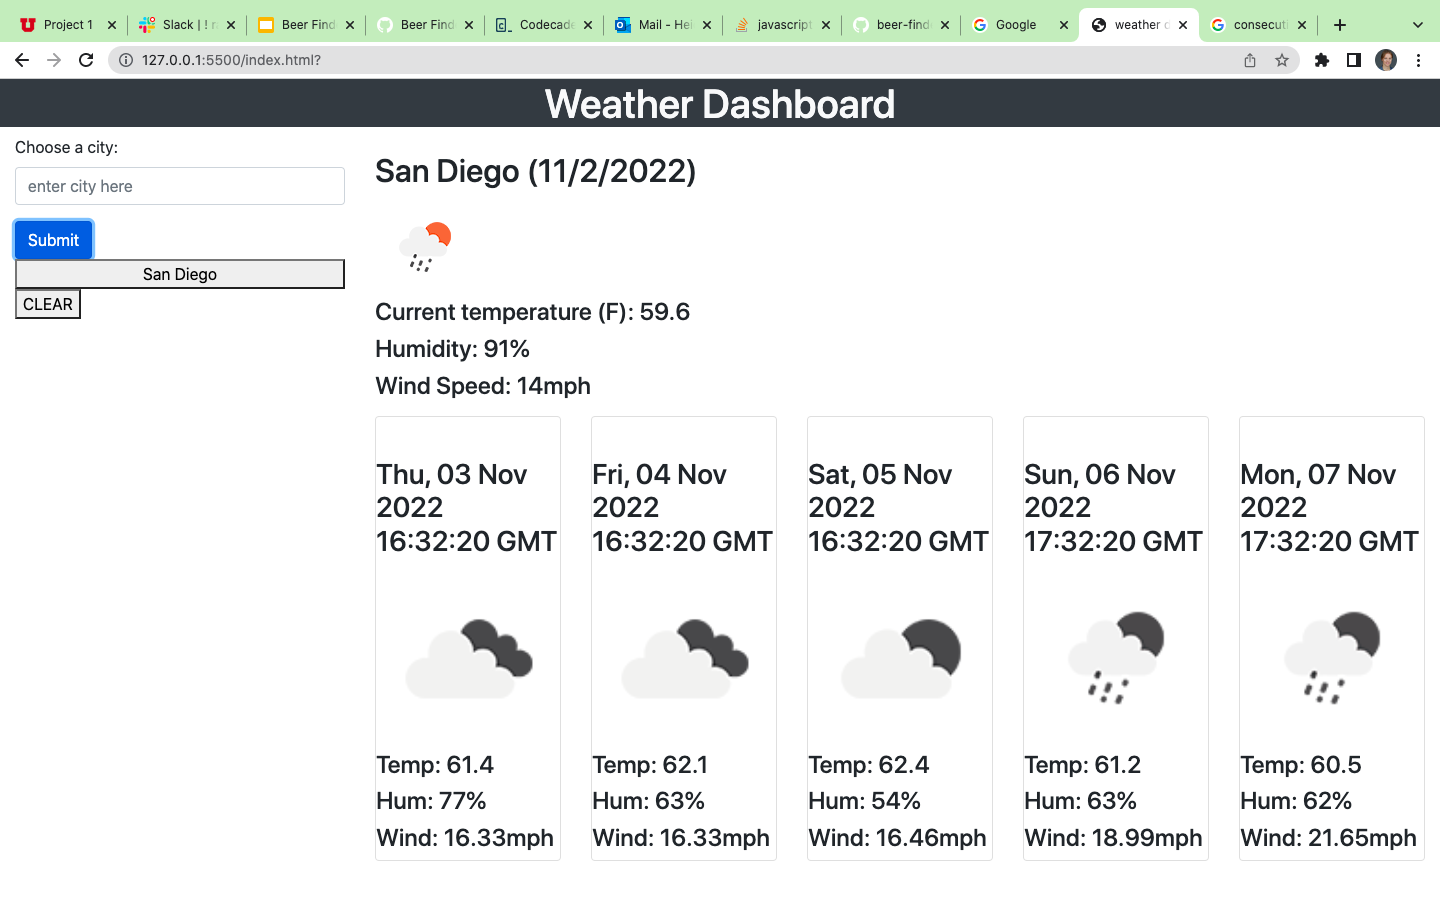 Project 1
Slack | ! r
Beer Find
Beer Find
Codecade
Mail - Hei
javascript
beer-find
Google
weather d
consecuti
127.0.0.1:5500/index.html?
Weather Dashboard
Choose a city:
enter city here
Submit
San Diego
CLEAR
San Diego (11/2/2022)
Current temperature (F): 59.6
Humidity: 91%
Wind Speed: 14mph
Thu, 03 Nov
2022
16:32:20 GMT
Temp: 61.4
Hum: 77%
Wind: 16.33mph
Fri, 04 Nov
2022
16:32:20 GMT
Temp: 62.1
Hum: 63%
Wind: 16.33mph
Sat, 05 Nov
2022
16:32:20 GMT
Temp: 62.4
Hum: 54%
Wind: 16.46mph
Sun, 06 Nov
2022
17:32:20 GMT
Temp: 61.2
Hum: 63%
Wind: 18.99mph
Mon, 07 Nov
2022
17:32:20 GMT
Temp: 60.5
Hum: 62%
Wind: 21.65mph